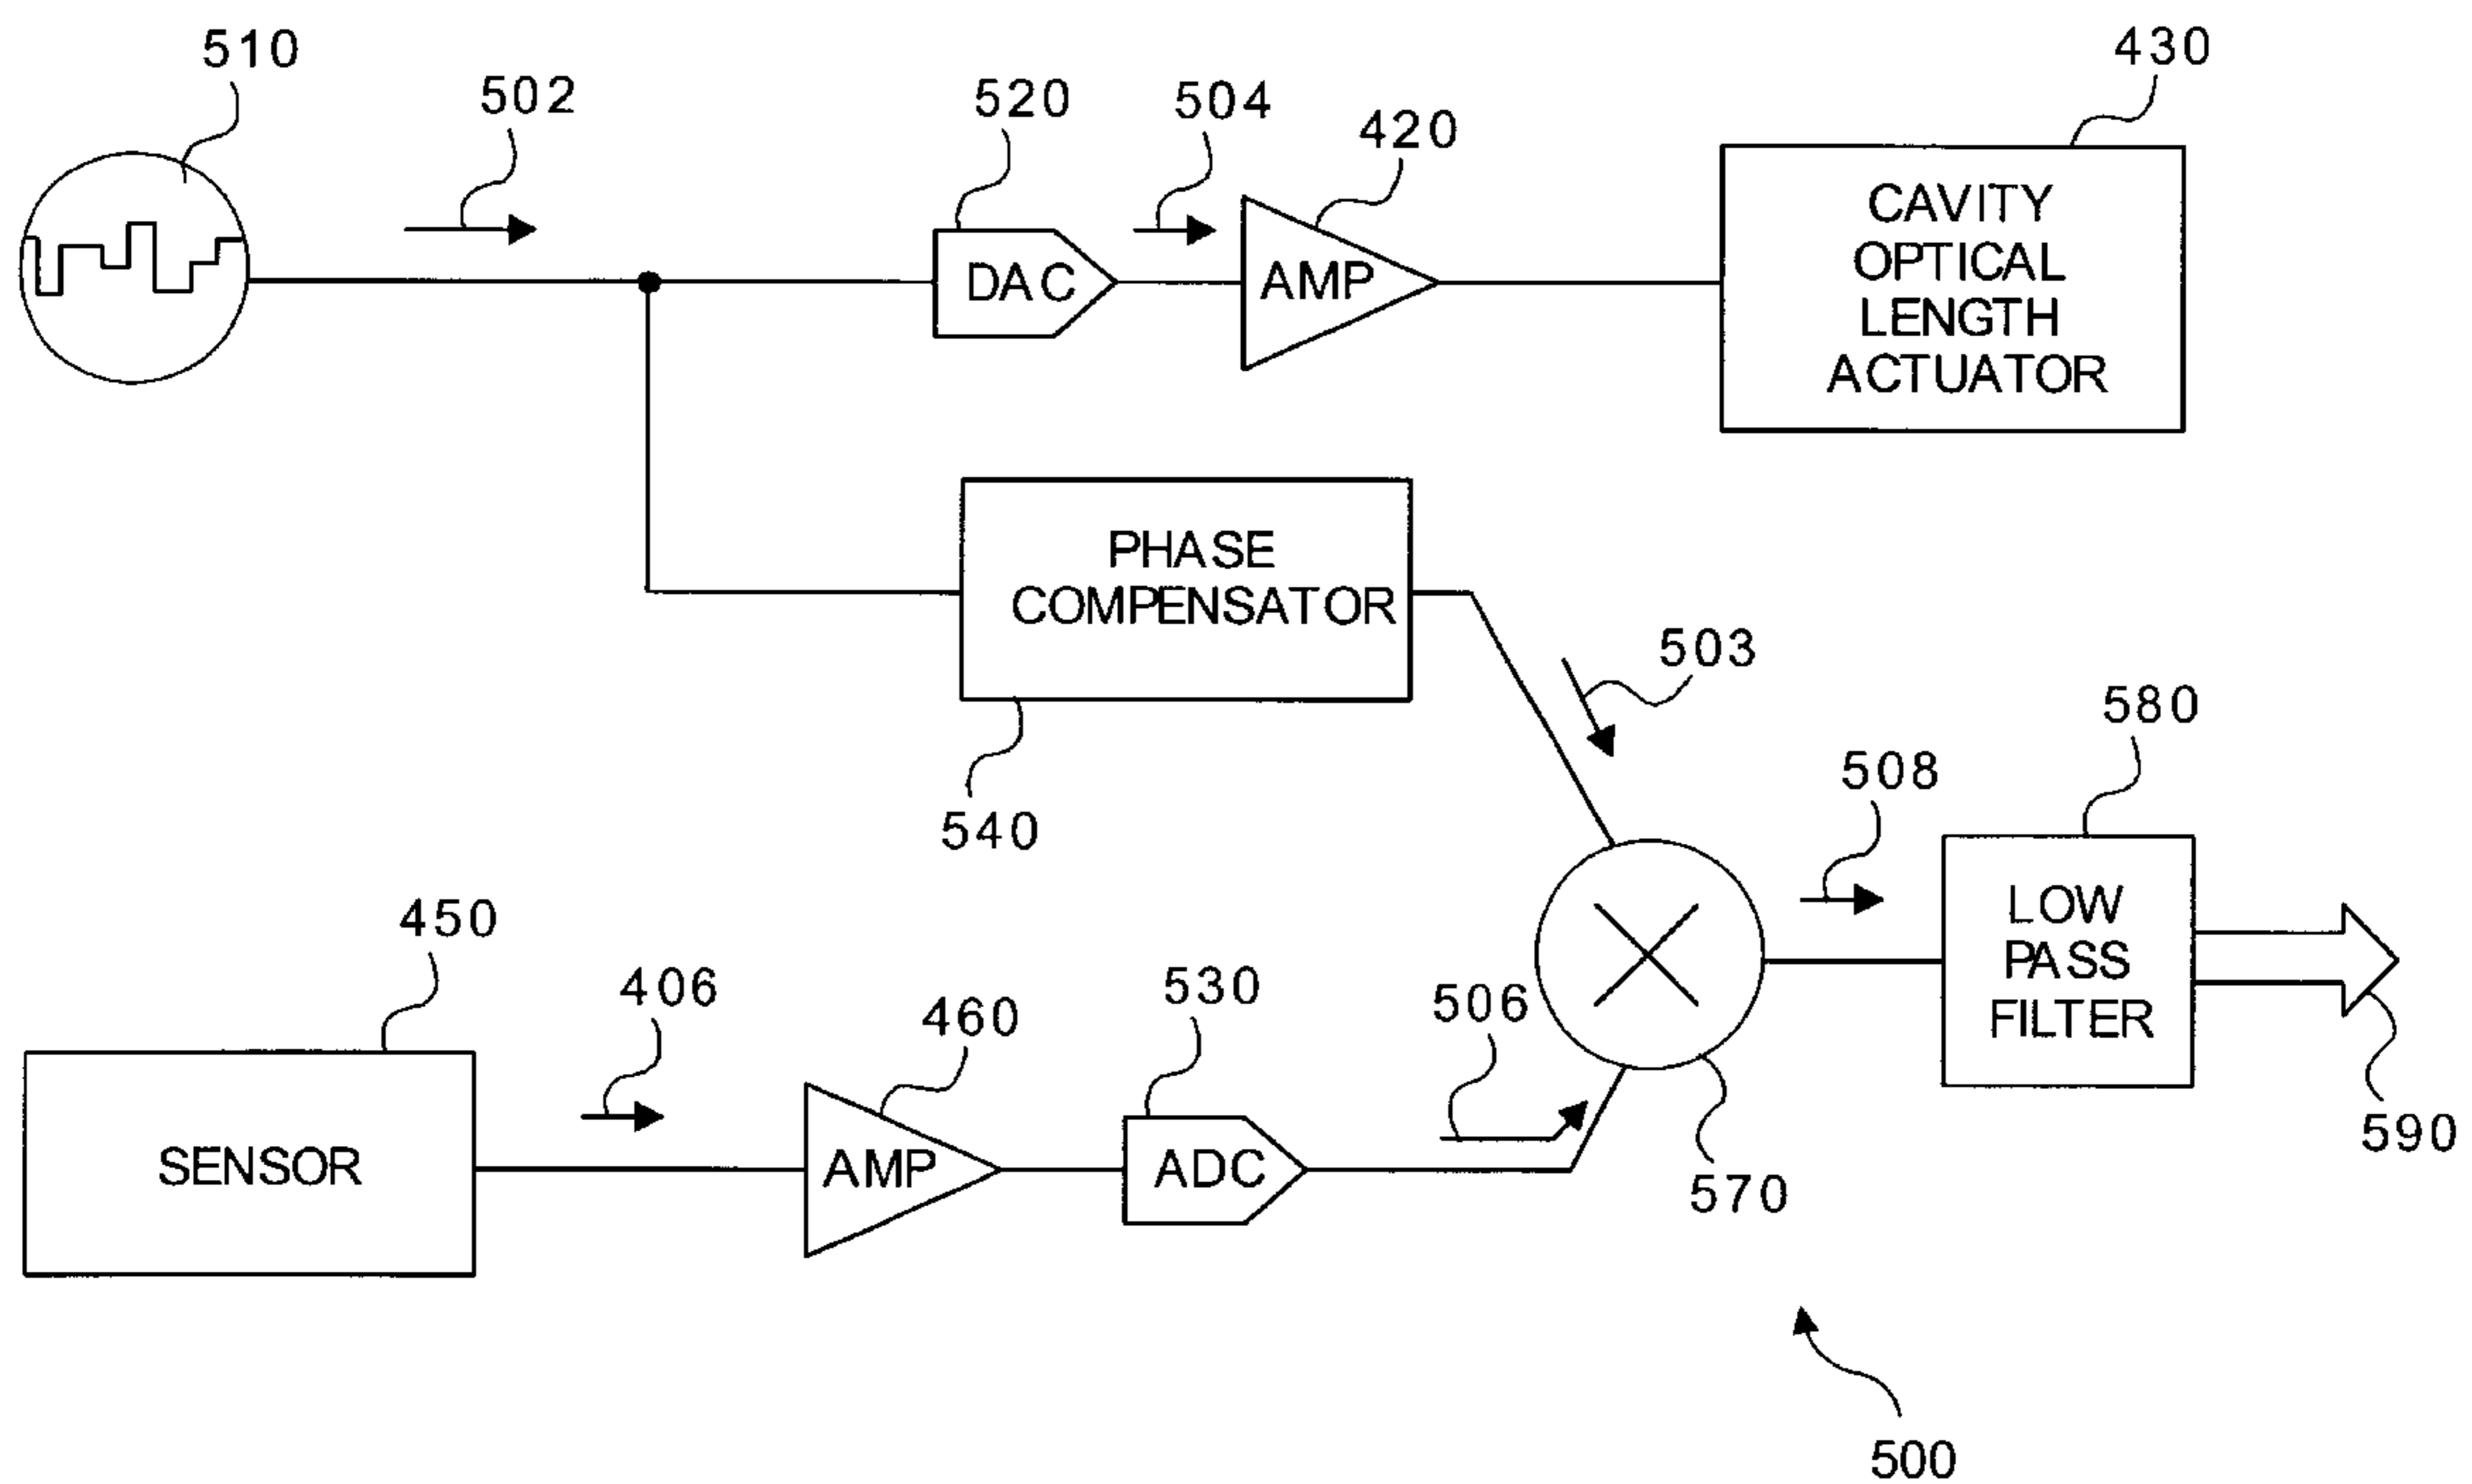 510
502
520
504
420
430
DAC
AMP
CAVITY
OPTICAL
LENGTH
ACTUATOR
PHASE
COMPENSATOR
503
540
508
580
LOW
PASS
FILTER
450
406
460
530
506
SENSOR
AMP
ADC
570
590
500